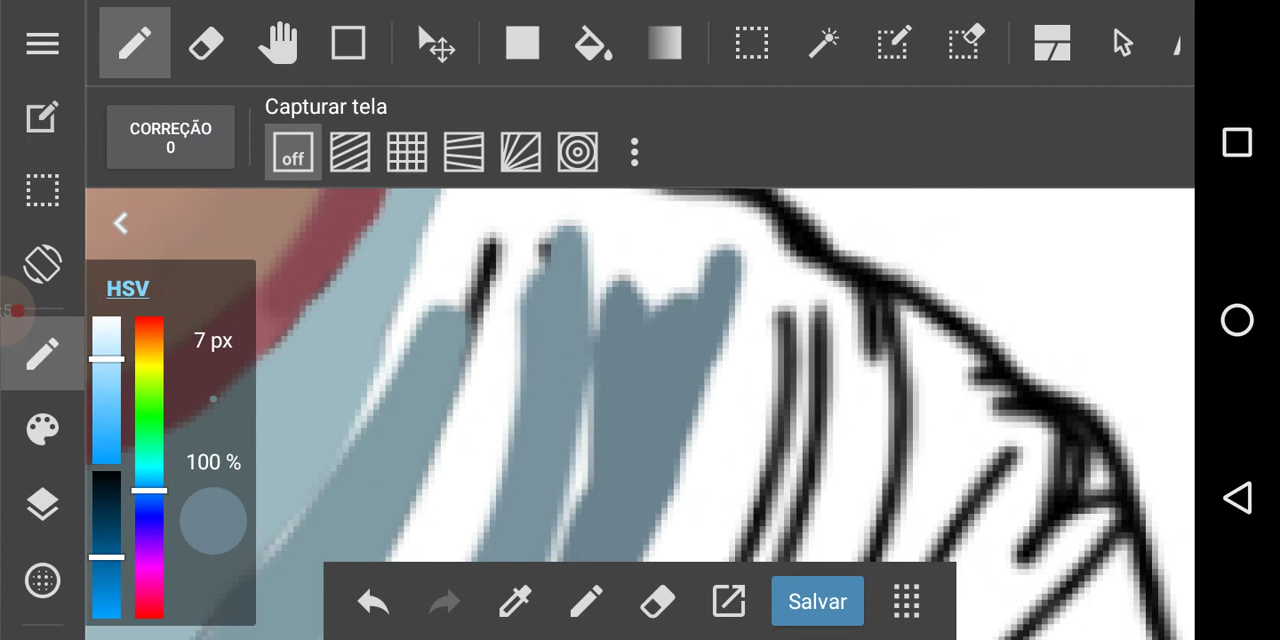 Capturar tela
CORREÇÃO
0
off
HSV
7 px
100 %
Salvar